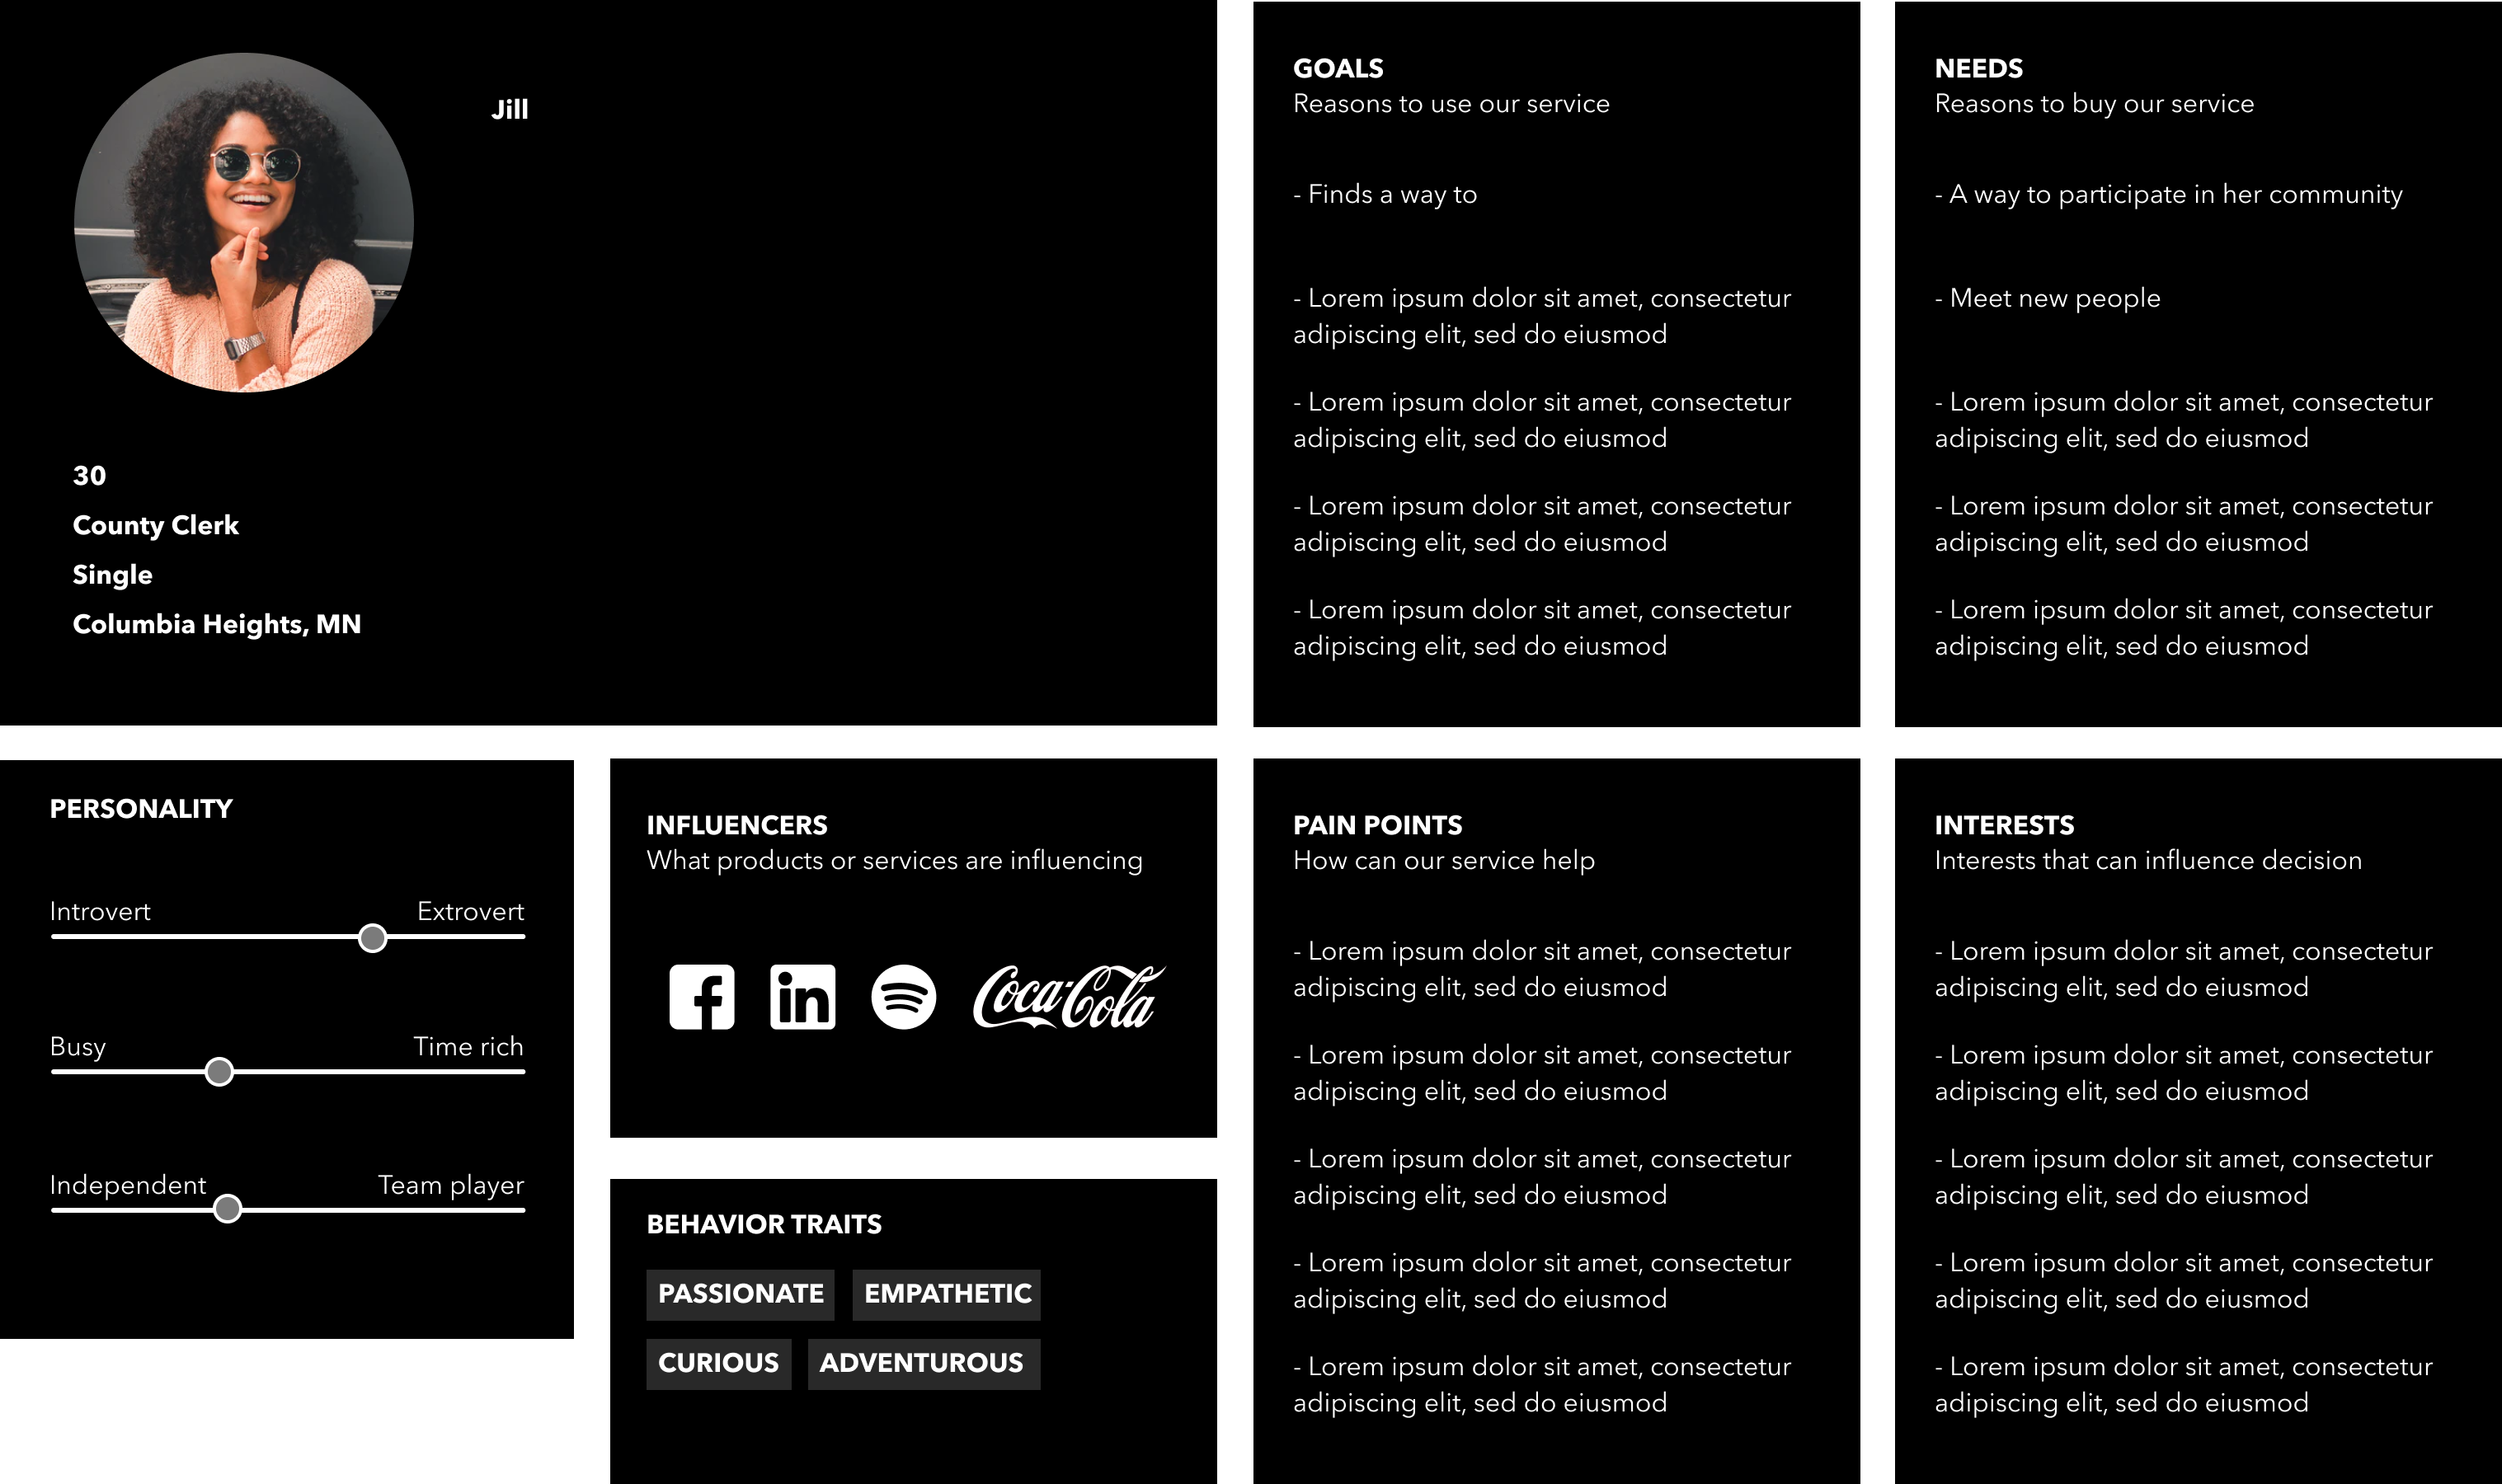 Jill
30
County Clerk
Single
Columbia Heights, MN
GOALS
Reasons to use our service
- Finds a way to
- Lorem ipsum dolor sit amet, consectetur
adipiscing elit, sed do eiusmod
- Lorem ipsum dolor sit amet, consectetur
adipiscing elit, sed do eiusmod
- Lorem ipsum dolor sit amet, consectetur
adipiscing elit, sed do eiusmod
- Lorem ipsum dolor sit amet, consectetur
adipiscing elit, sed do eiusmod
NEEDS
Reasons to buy our service
- A way to participate in her community
- Meet new people
- Lorem ipsum dolor sit amet, consectetur
adipiscing elit, sed do eiusmod
- Lorem ipsum dolor sit amet, consectetur
adipiscing elit, sed do eiusmod
- Lorem ipsum dolor sit amet, consectetur
adipiscing elit, sed do eiusmod
PERSONALITY
Introvert Extrovert
Busy Time rich
Independent Team player
INFLUENCERS
What products or services are influencing
f in Coca-Cola
BEHAVIOR TRAITS
PASSIONATE EMPATHETIC
CURIOUS ADVENTUROUS
PAIN POINTS
How can our service help
- Lorem ipsum dolor sit amet, consectetur
adipiscing elit, sed do eiusmod
- Lorem ipsum dolor sit amet, consectetur
adipiscing elit, sed do eiusmod
- Lorem ipsum dolor sit amet, consectetur
adipiscing elit, sed do eiusmod
- Lorem ipsum dolor sit amet, consectetur
adipiscing elit, sed do eiusmod
- Lorem ipsum dolor sit amet, consectetur
adipiscing elit, sed do eiusmod
INTERESTS
Interests that can influence decision
- Lorem ipsum dolor sit amet, consectetur
adipiscing elit, sed do eiusmod
- Lorem ipsum dolor sit amet, consectetur
adipiscing elit, sed do eiusmod
- Lorem ipsum dolor sit amet, consectetur
adipiscing elit, sed do eiusmod
- Lorem ipsum dolor sit amet, consectetur
adipiscing elit, sed do eiusmod
- Lorem ipsum dolor sit amet, consectetur
adipiscing elit, sed do eiusmod